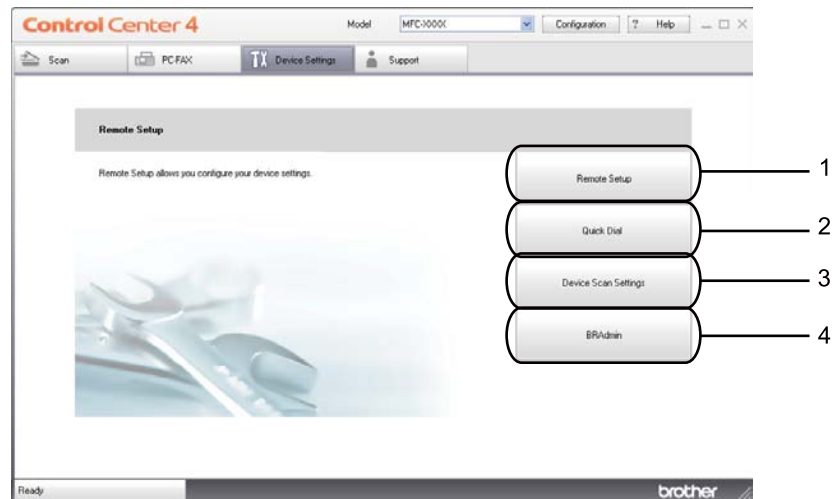 Control Center 4 Model MFC-XXXX Configuration ? Help
Scan PC-FAX Device Settings Support
Remote Setup
Remote Setup allows you configure your device settings.
Remote Setup 1
Quick Dial 2
Device Scan Settings 3
BRAdmin 4
Ready brother